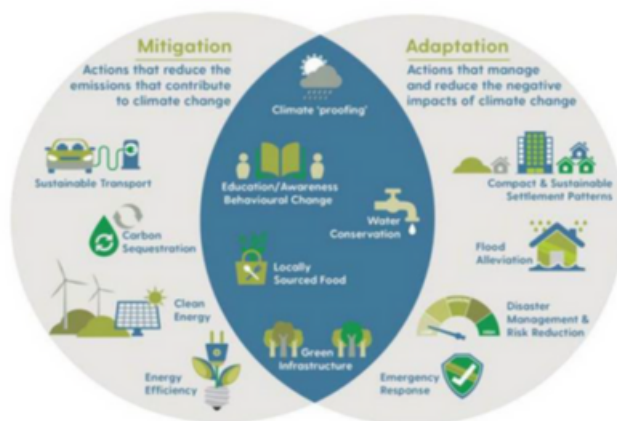 Mitigation
Actions that reduce the
emissions that contribute
to climate change
Sustainable Transport
Carbon
Sequestration
Clean
Energy
Energy
Efficiency
Climate 'proofing'
Education/Awareness
Behavioural Change
Water
Conservation
Locally
Sourced Food
Green
Infrastructure
Adaptation
Actions that manage
and reduce the negative
impacts of climate change
Compact & Sustainable
Settlement Patterns
Flood
Alleviation
Disaster
Management &
Risk Reduction
Emergency
Response